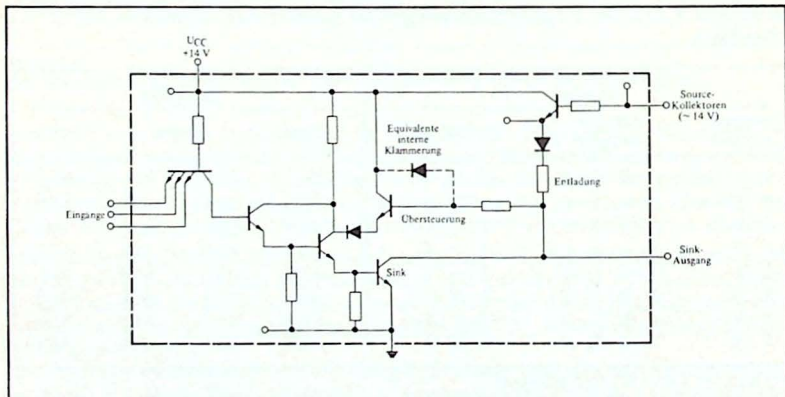 UCC
+14 V
Source-
Kollektoren
(~ 14 V)
Equivalente
interne
Klammerung
Entladung
Eingänge
Übersteuerung
Sink
Sink-
Ausgang